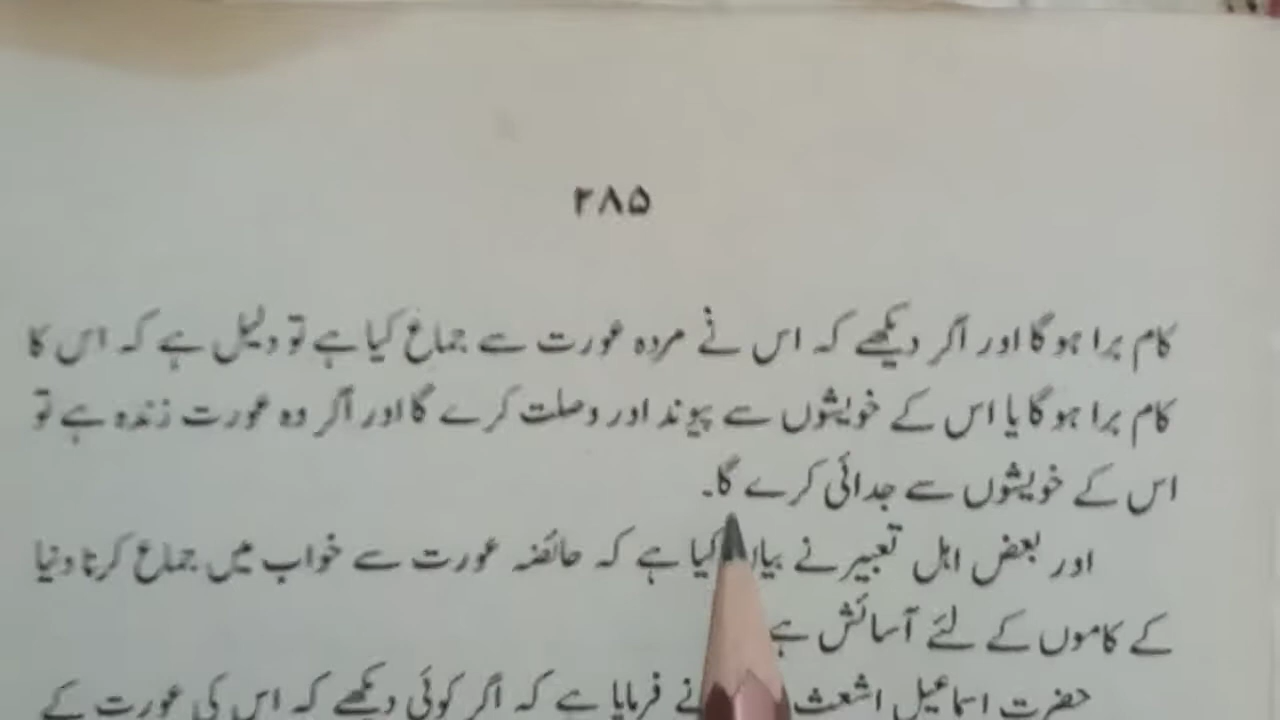 ۲۸۵
کام برا ہوگا اور اگر دیکھے کہ اس نے مردہ عورت سے جماع کیا ہے تو دلیل ہے کہ اس کا
کام برا ہوگا یا اس کے خویشوں سے پیوند اور وصلت کرے گا اور اگر وہ عورت زندہ ہے تو
اس کے خویشوں سے جدائی کرے گا۔
اور بعض اہل تعبیر نے بیان کیا ہے کہ حائضہ عورت سے خواب میں جماع کرنا دنیا
کے کاموں کے لئے آسائش ہے
حضرت اسماعیل اشعث نے فرمایا ہے کہ اگر کوئی دیکھے کہ اس کی عورت کے